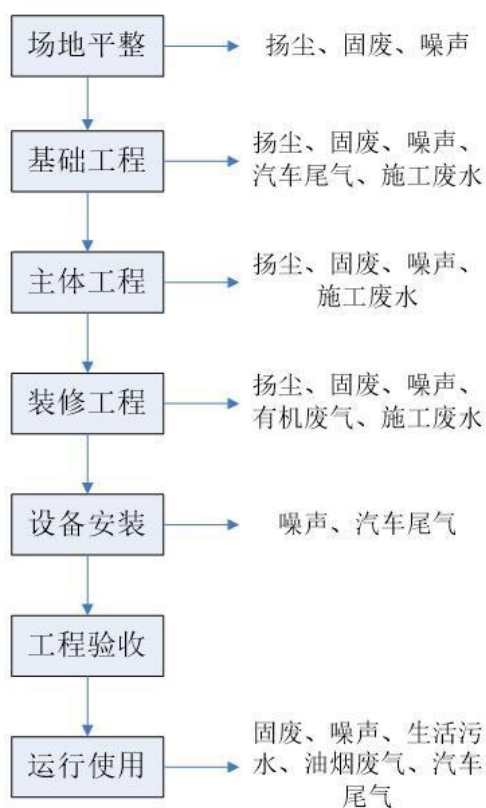 场地平整
扬尘、固废、噪声
基础工程
扬尘、固废、噪声、
汽车尾气、施工废水
主体工程
扬尘、固废、噪声、
施工废水
装修工程
扬尘、固废、噪声、
有机废气、施工废水
设备安装
噪声、汽车尾气
工程验收
运行使用
固废、噪声、生活污
水、油烟废气、汽车
尾气